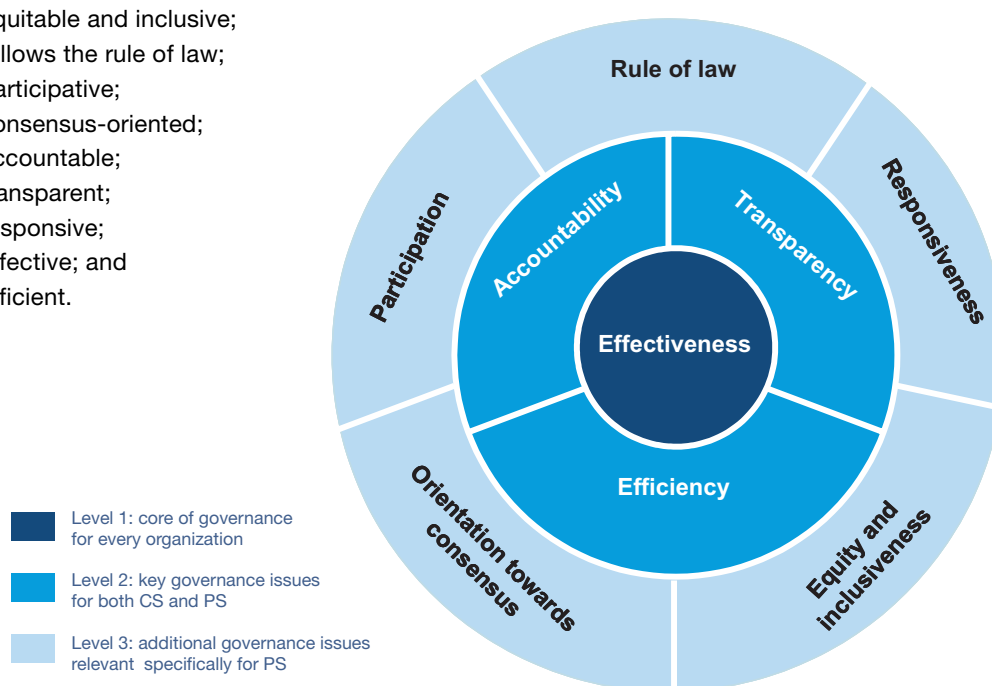 quitable and inclusive;
llows the rule of law;
articipative;
onsensus-oriented;
ccountable;
ansparent;
esponsive;
fective; and
ficient.
Rule of law
Participation
Accountability
Transparency
Responsiveness
Effectiveness
Efficiency
Orientation towards
consensus
Equity and
inclusiveness
Level 1: core of governance
for every organization
Level 2: key governance issues
for both CS and PS
Level 3: additional governance issues
relevant specifically for PS